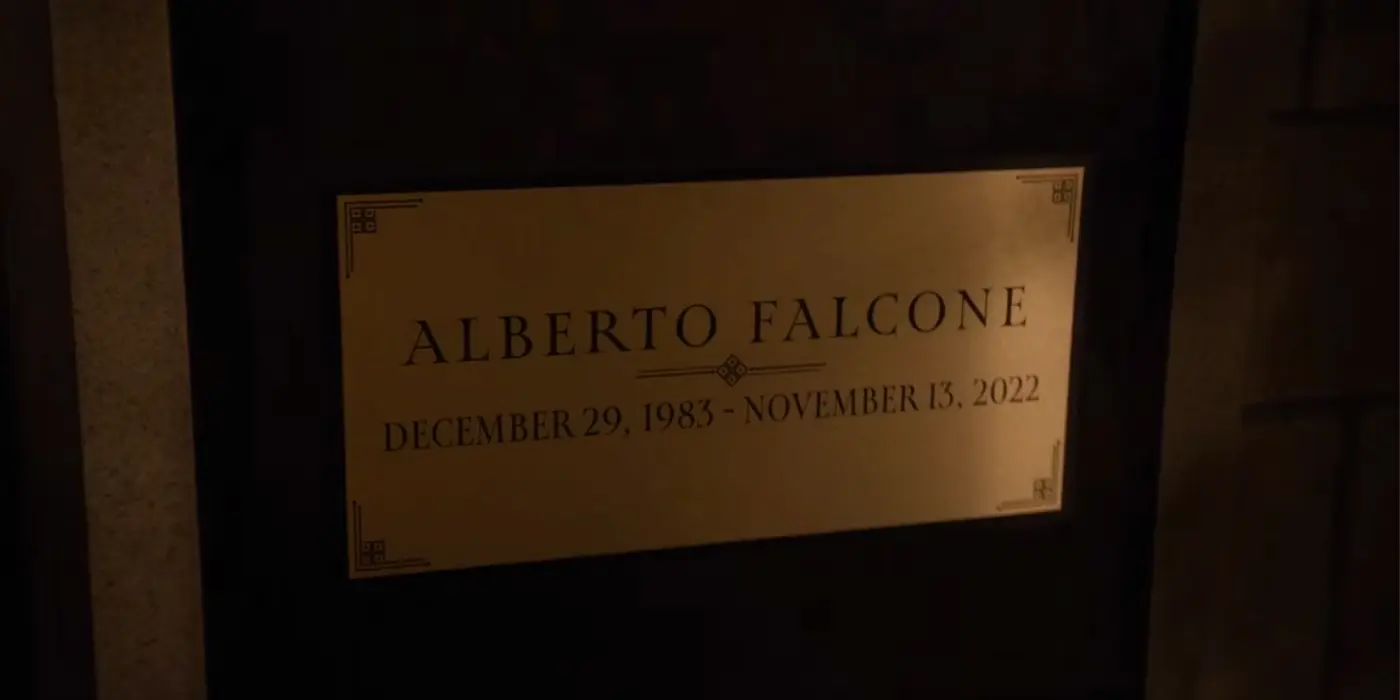 ALBERTO FALCONE
DECEMBER 29, 1983 - NOVEMBER 13, 2022